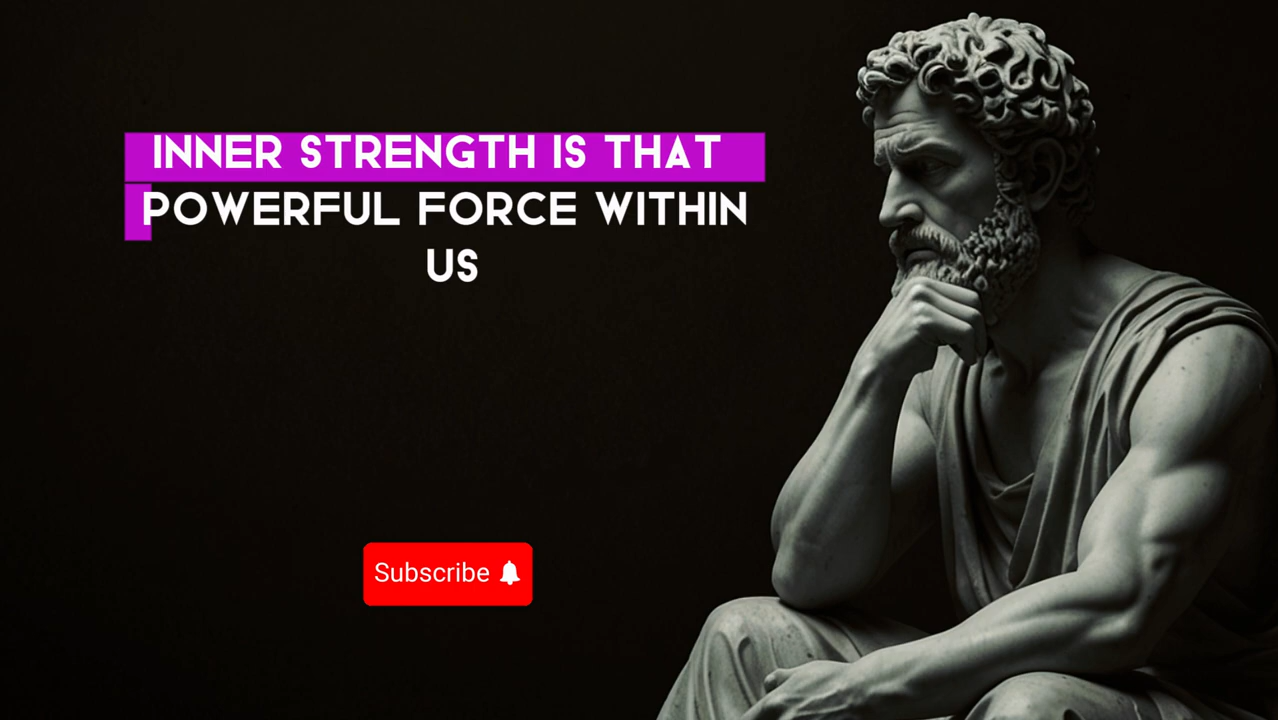 INNER STRENGTH IS THAT
POWERFUL FORCE WITHIN
US
Subscribe